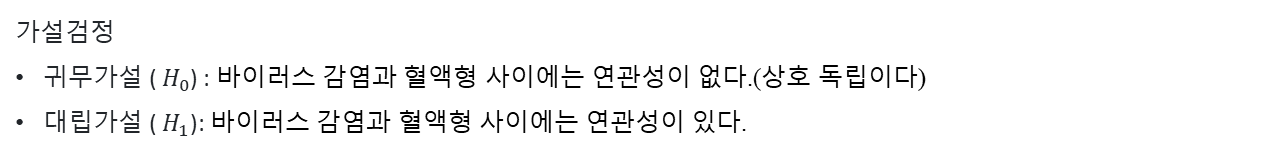 가설검정
• 귀무가설 ( H₀) : 바이러스 감염과 혈액형 사이에는 연관성이 없다.(상호 독립이다)
• 대립가설 ( H₁): 바이러스 감염과 혈액형 사이에는 연관성이 있다.